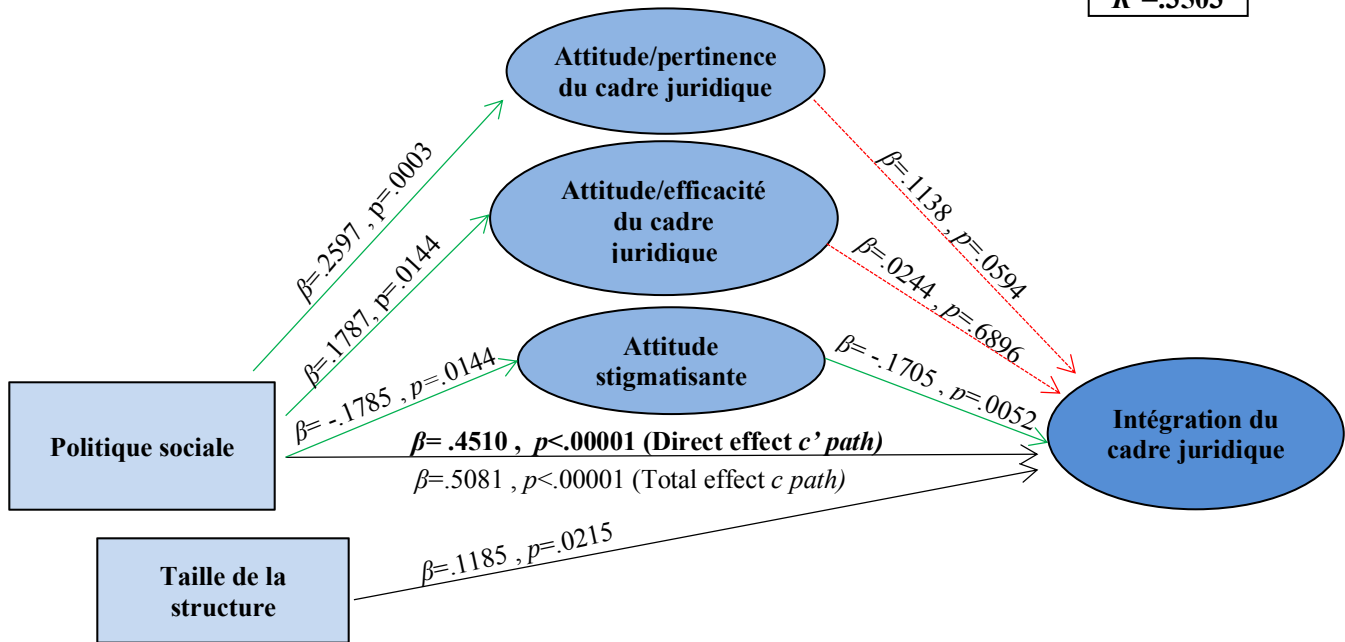 R²=.3503
Attitude/pertinence
du cadre juridique
β=.2597 , p=.0003
β=.1138, p=.0594
Attitude/efficacité
du cadre
juridique
β=.1787, p=.0144
β=.0244 , p=.6896
Attitude
stigmatisante
β= -.1785 , p=.0144
β= -.1705, p=.0052
Politique sociale
Intégration du
cadre juridique
β= .4510 , p<.00001 (Direct effect c’ path)
β=.5081 , p<.00001 (Total effect c path)
β=.1185 , p=.0215
Taille de la
structure